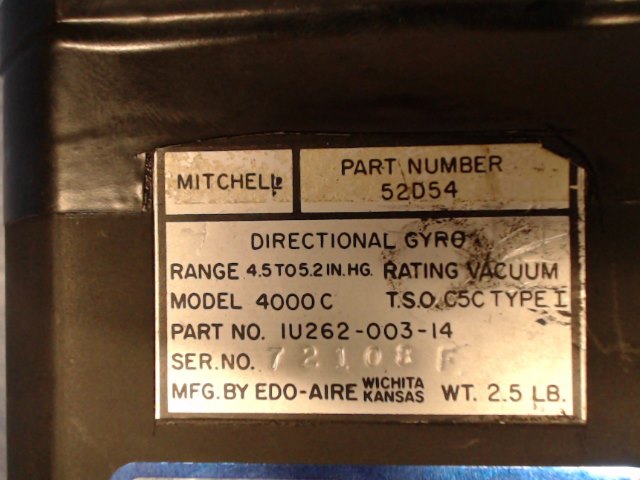 MITCHELL
PART NUMBER
52D54
DIRECTIONAL GYRO
RANGE 4.5 TO 5.2 IN. HG. RATING VACUUM
MODEL 4000 C T.S.O. C5C TYPE I
PART NO. 1U262-003-14
SER. NO. 72108 F
MFG. BY EDO-AIRE WICHITA KANSAS WT. 2.5 LB.